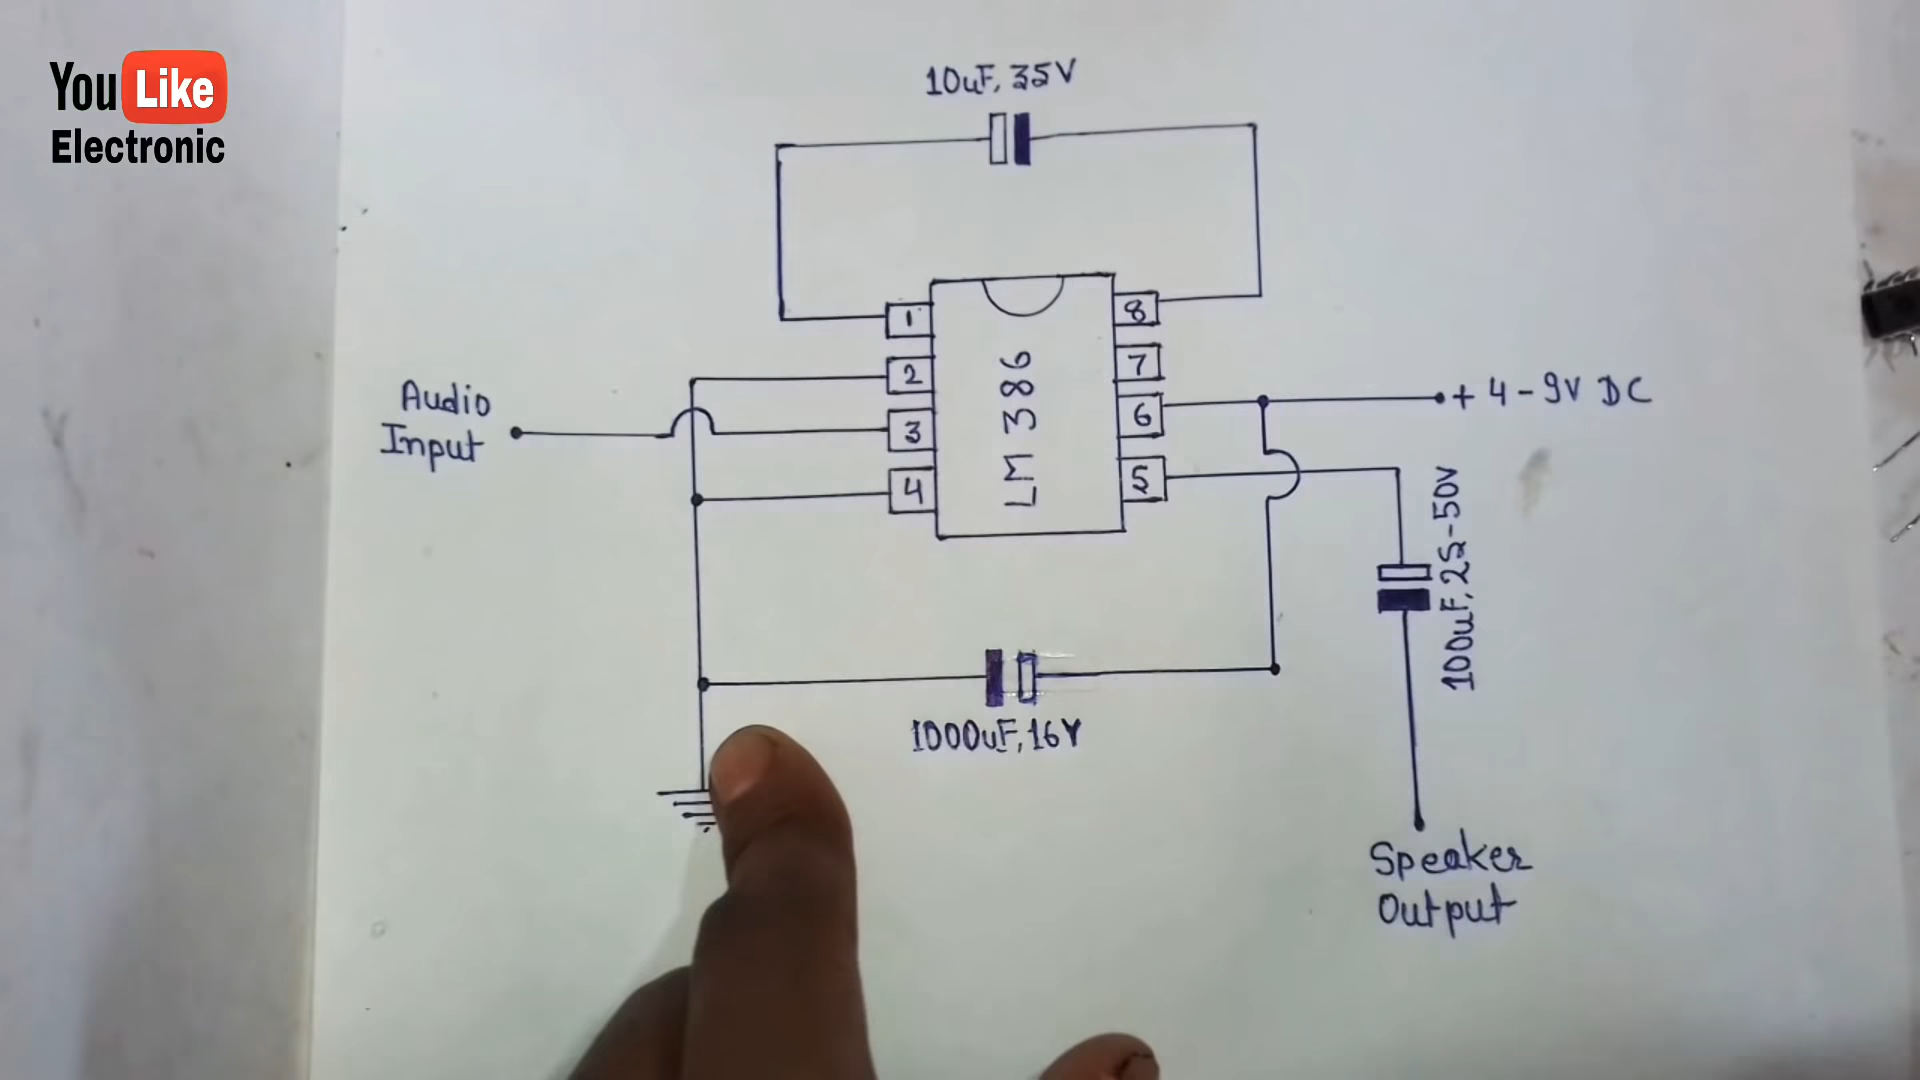 You Like
Electronic
10uF, 35V
1
8
2
7
3
6
4
5
LM 386
Audio
Input
+ 4 - 9V DC
100uF, 25-50V
1000uF, 16V
Speaker
Output